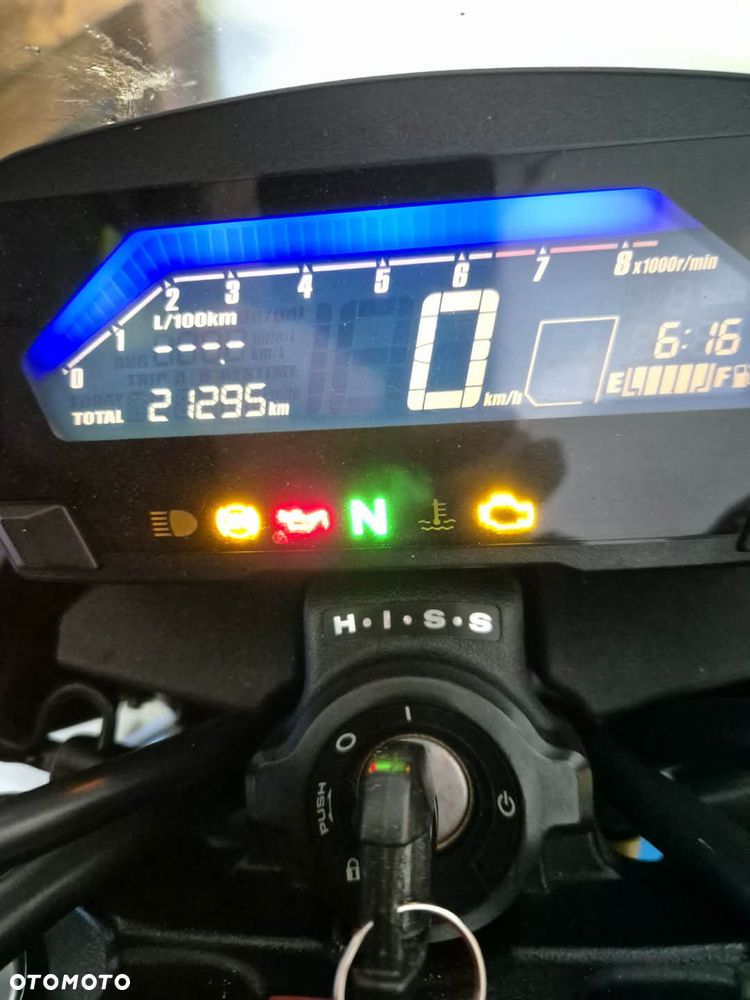 0 1 2 3 4 5 6 7 8 x1000r/min
L/100km
----
0 km/h
6:16
TOTAL 21295 km
E F
N
H·I·S·S
PUSH
OTOMOTO